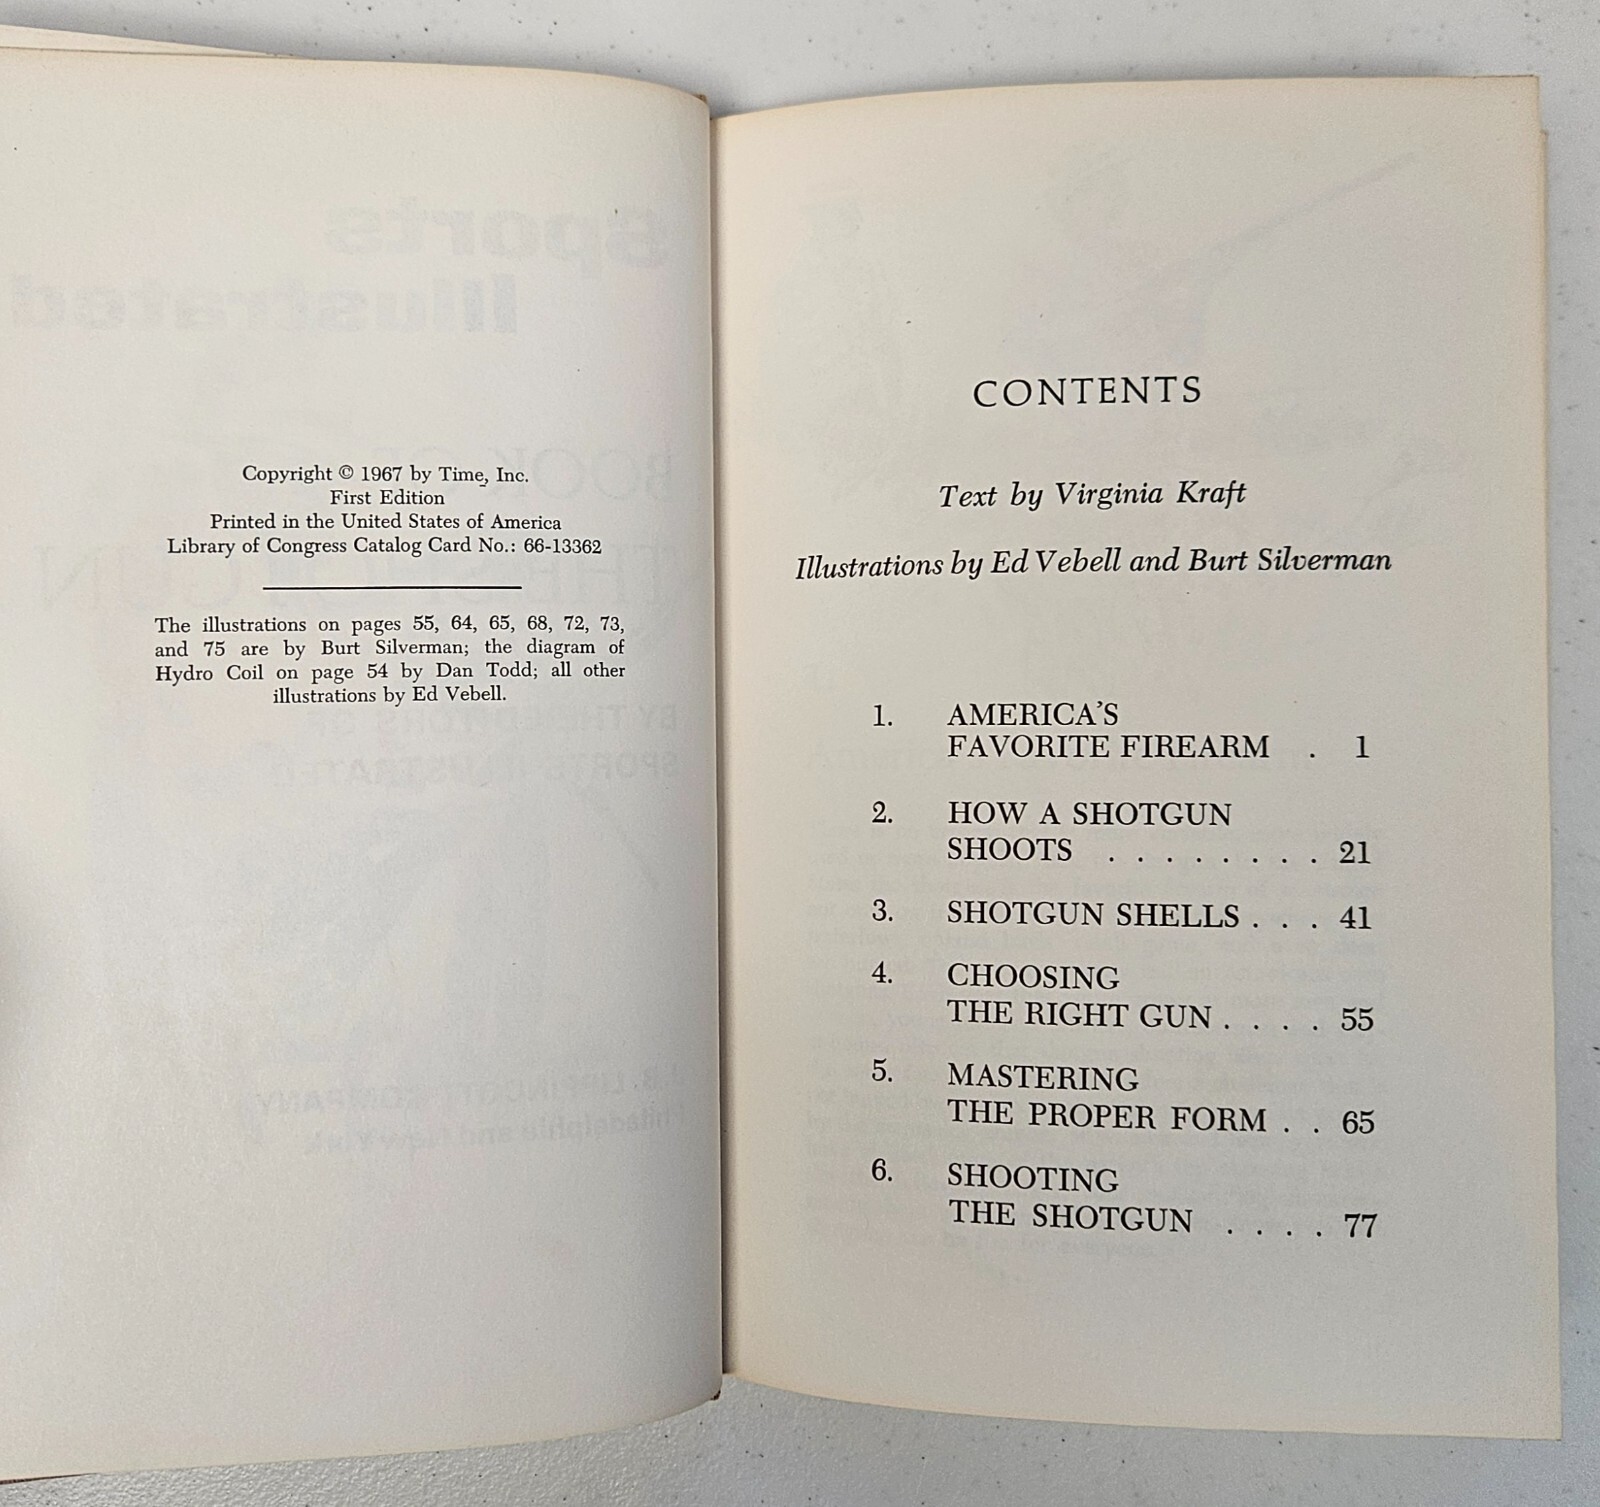 Copyright © 1967 by Time, Inc.
First Edition
Printed in the United States of America
Library of Congress Catalog Card No.: 66-13362
The illustrations on pages 55, 64, 65, 68, 72, 73,
and 75 are by Burt Silverman; the diagram of
Hydro Coil on page 54 by Dan Todd; all other
illustrations by Ed Vebell.
CONTENTS
Text by Virginia Kraft
Illustrations by Ed Vebell and Burt Silverman
1. AMERICA'S
FAVORITE FIREARM . 1
2. HOW A SHOTGUN
SHOOTS . . . . . . . . 21
3. SHOTGUN SHELLS . . . 41
4. CHOOSING
THE RIGHT GUN . . . . 55
5. MASTERING
THE PROPER FORM . . 65
6. SHOOTING
THE SHOTGUN . . . . 77